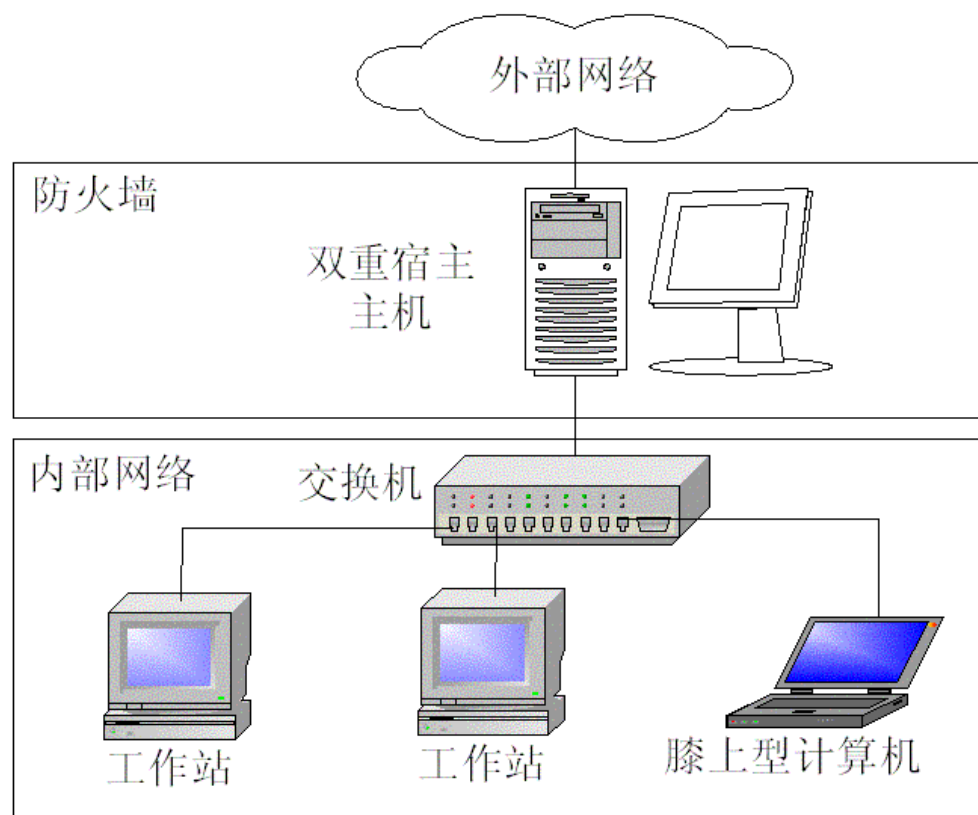 外部网络
防火墙
双重宿主
主机
内部网络
交换机
工作站
工作站
膝上型计算机